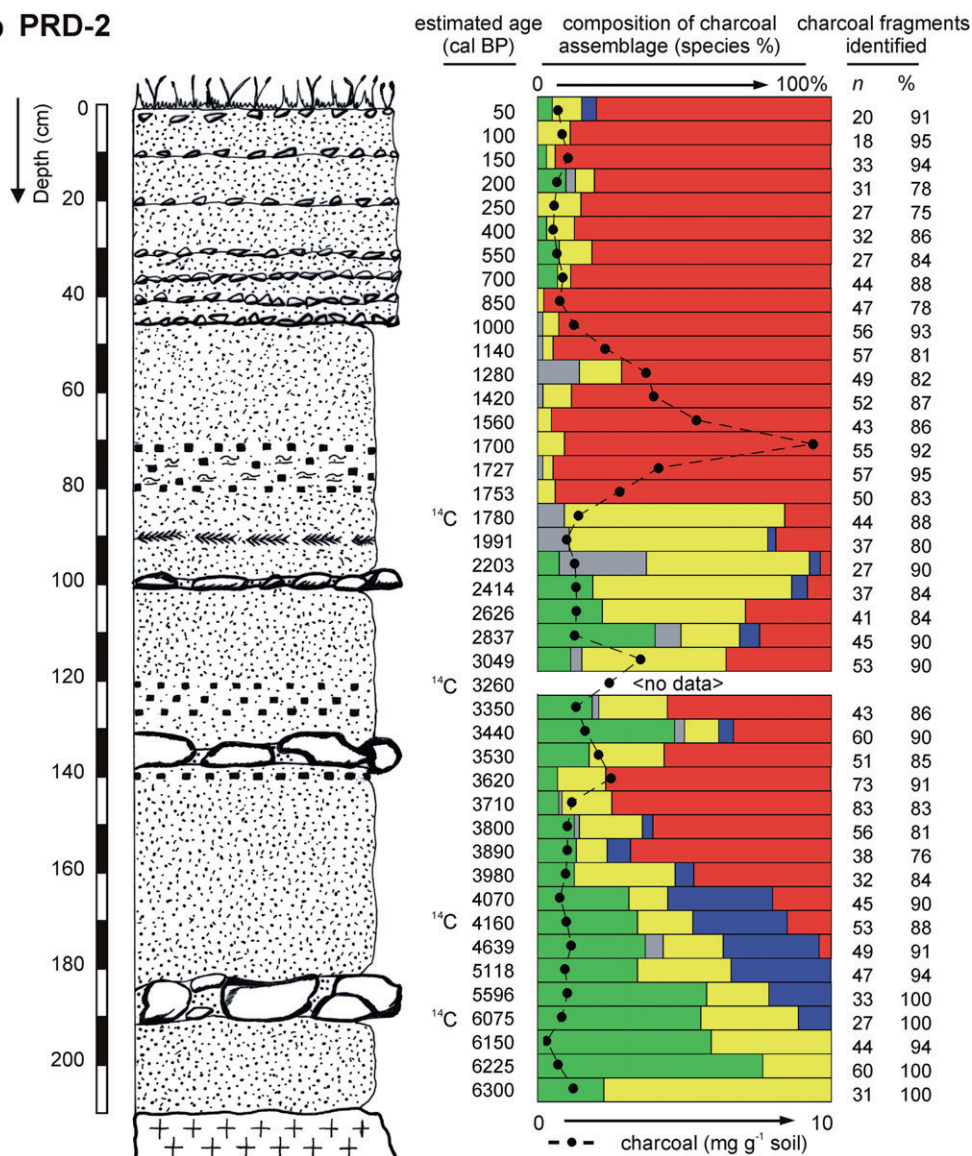 PRD-2
Depth (cm)
0
20
40
60
80
100
120
140
160
180
200
estimated age
(cal BP)
composition of charcoal
assemblage (species %)
charcoal fragments
identified
0 100%
n %
50 20 91
100 18 95
150 33 94
200 31 78
250 27 75
400 32 86
550 27 84
700 44 88
850 47 78
1000 56 93
1140 57 81
1280 49 82
1420 52 87
1560 43 86
1700 55 92
1727 57 95
1753 50 83
¹⁴C 1780 44 88
1991 37 80
2203 27 90
2414 37 84
2626 41 84
2837 45 90
3049 53 90
¹⁴C 3260 <no data>
3350 43 86
3440 60 90
3530 51 85
3620 73 91
3710 83 83
3800 56 81
3890 38 76
3980 32 84
4070 45 90
¹⁴C 4160 53 88
4639 49 91
5118 47 94
5596 33 100
¹⁴C 6075 27 100
6150 44 94
6225 60 100
6300 31 100
0 10
charcoal (mg g⁻¹ soil)